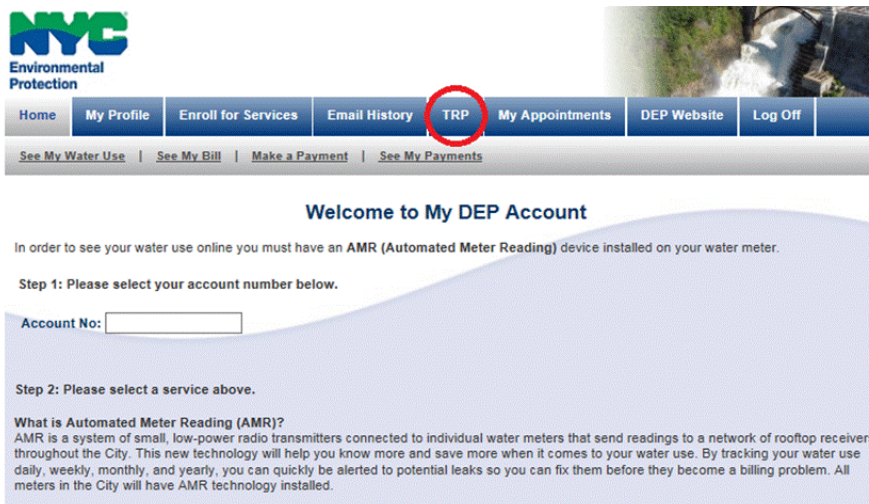 NYC
Environmental
Protection
Home My Profile Enroll for Services Email History TRP My Appointments DEP Website Log Off
See My Water Use | See My Bill | Make a Payment | See My Payments
Welcome to My DEP Account
In order to see your water use online you must have an AMR (Automated Meter Reading) device installed on your water meter.
Step 1: Please select your account number below.
Account No:
Step 2: Please select a service above.
What is Automated Meter Reading (AMR)?
AMR is a system of small, low-power radio transmitters connected to individual water meters that send readings to a network of rooftop receivers
throughout the City. This new technology will help you know more and save more when it comes to your water use. By tracking your water use
daily, weekly, monthly, and yearly, you can quickly be alerted to potential leaks so you can fix them before they become a billing problem. All
meters in the City will have AMR technology installed.